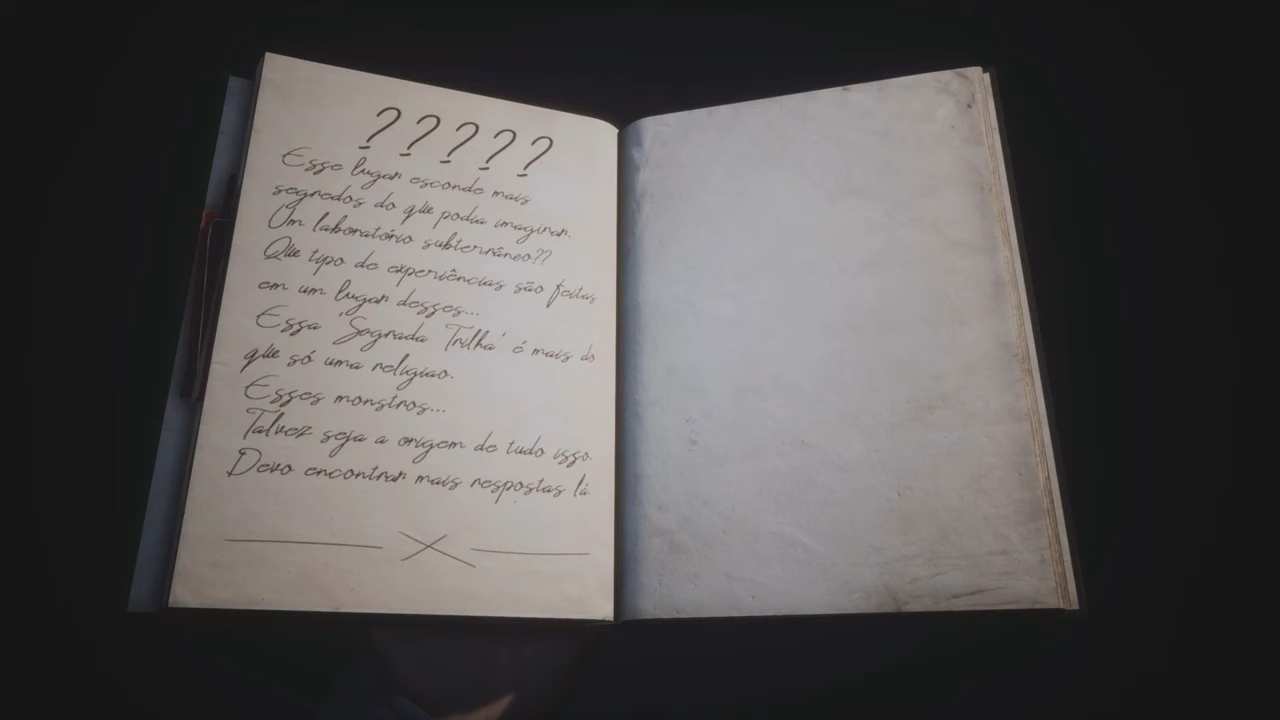 ?????
Esse lugar esconde mais
segredos do que podia imaginar.
Um laboratório subterrâneo??
Que tipo de experiências são feitas
em um lugar desses...
Essa 'Sagrada Trilha' é mais do
que só uma religiao.
Esses monstros...
Talvez seja a origem de tudo isso.
Devo encontrar mais respostas lá.